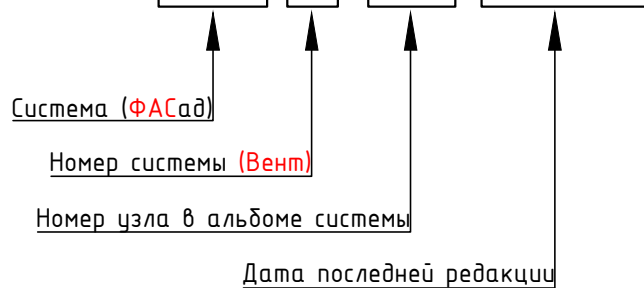 Система (ФАСад)
Номер системы (Вент)
Номер узла в альбоме системы
Дата последней редакции